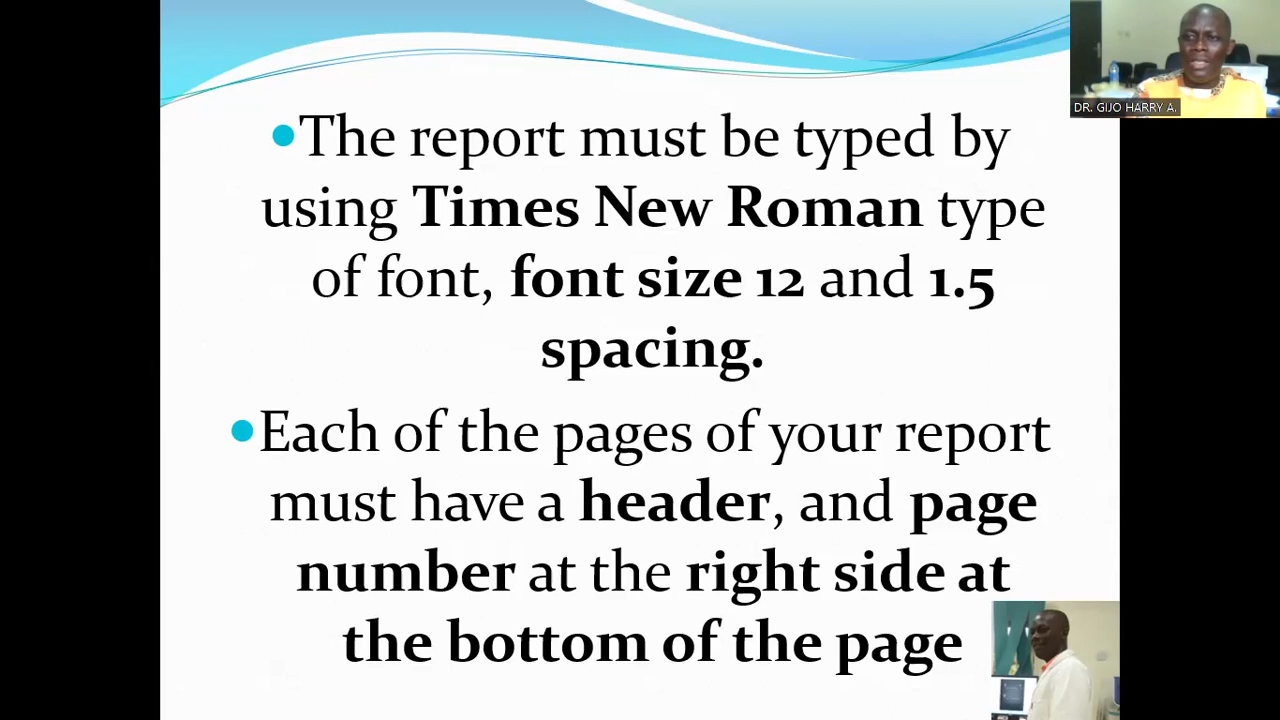 •The report must be typed by
using Times New Roman type
of font, font size 12 and 1.5
spacing.
•Each of the pages of your report
must have a header, and page
number at the right side at
the bottom of the page
DR. GIJO HARRY A.